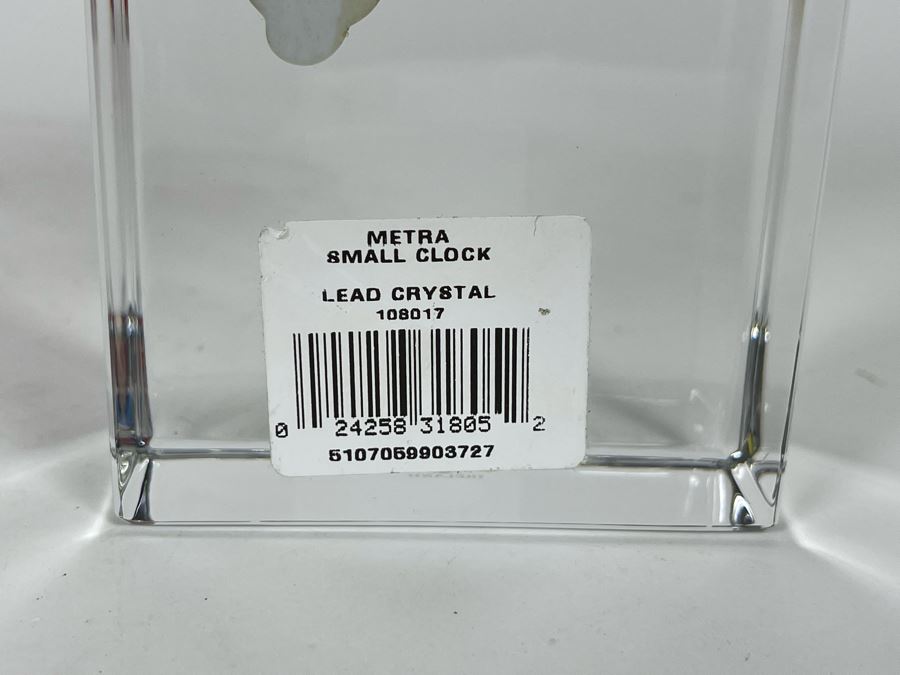 METRA
SMALL CLOCK
LEAD CRYSTAL
108017
0 24258 31805 2
5107059903727